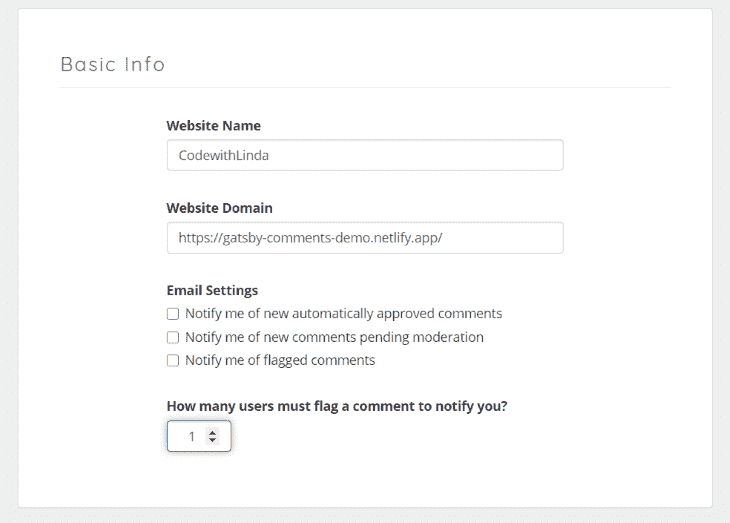 Basic Info
Website Name
CodewithLinda
Website Domain
https://gatsby-comments-demo.netlify.app/
Email Settings
Notify me of new automatically approved comments
Notify me of new comments pending moderation
Notify me of flagged comments
How many users must flag a comment to notify you?
1